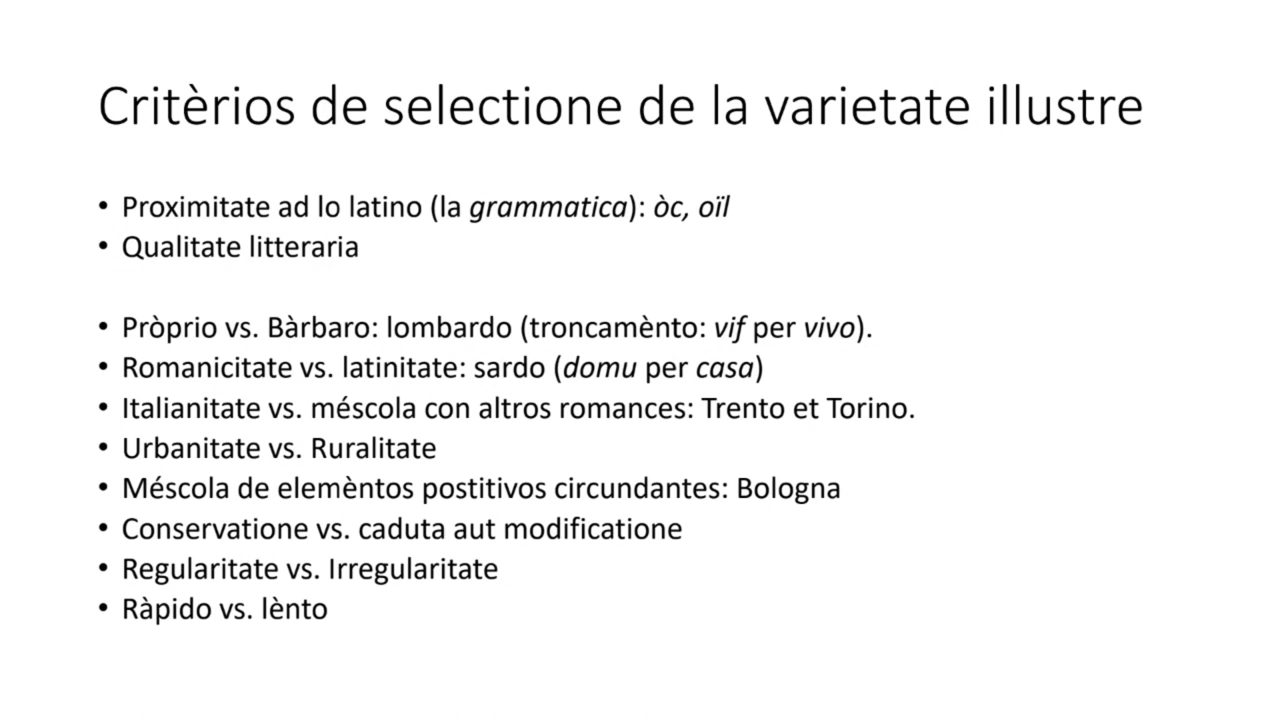 Critèrios de selectione de la varietate illustre
• Proximitate ad lo latino (la grammatica): òc, oïl
• Qualitate litteraria
• Pròprio vs. Bàrbaro: lombardo (troncamènto: vif per vivo).
• Romanicitate vs. latinitate: sardo (domu per casa)
• Italianitate vs. méscola con altros romances: Trento et Torino.
• Urbanitate vs. Ruralitate
• Méscola de elemèntos postitivos circundantes: Bologna
• Conservatione vs. caduta aut modificatione
• Regularitate vs. Irregularitate
• Ràpido vs. lènto